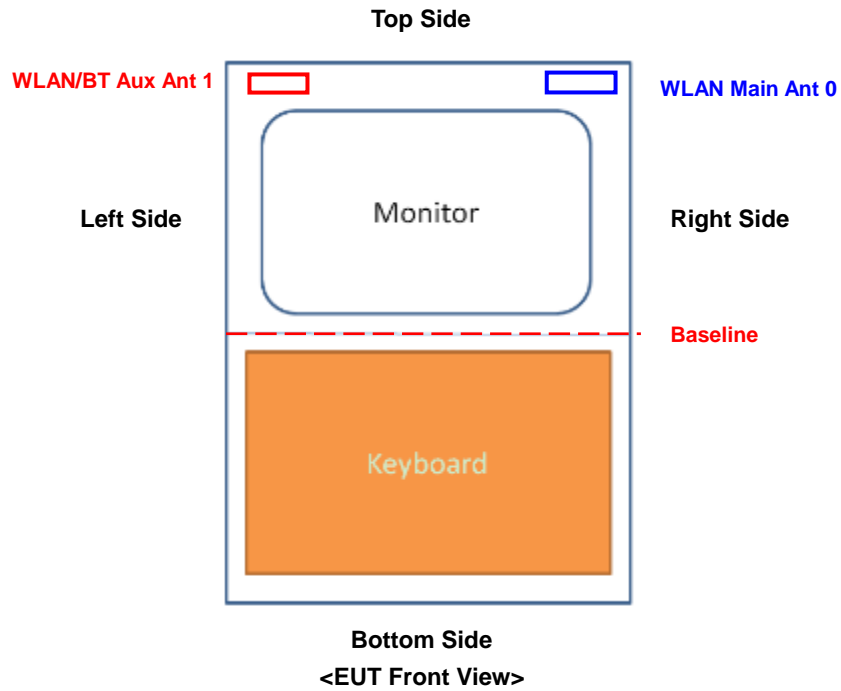 Top Side
WLAN/BT Aux Ant 1
WLAN Main Ant 0
Left Side
Monitor
Right Side
Baseline
Keyboard
Bottom Side
<EUT Front View>